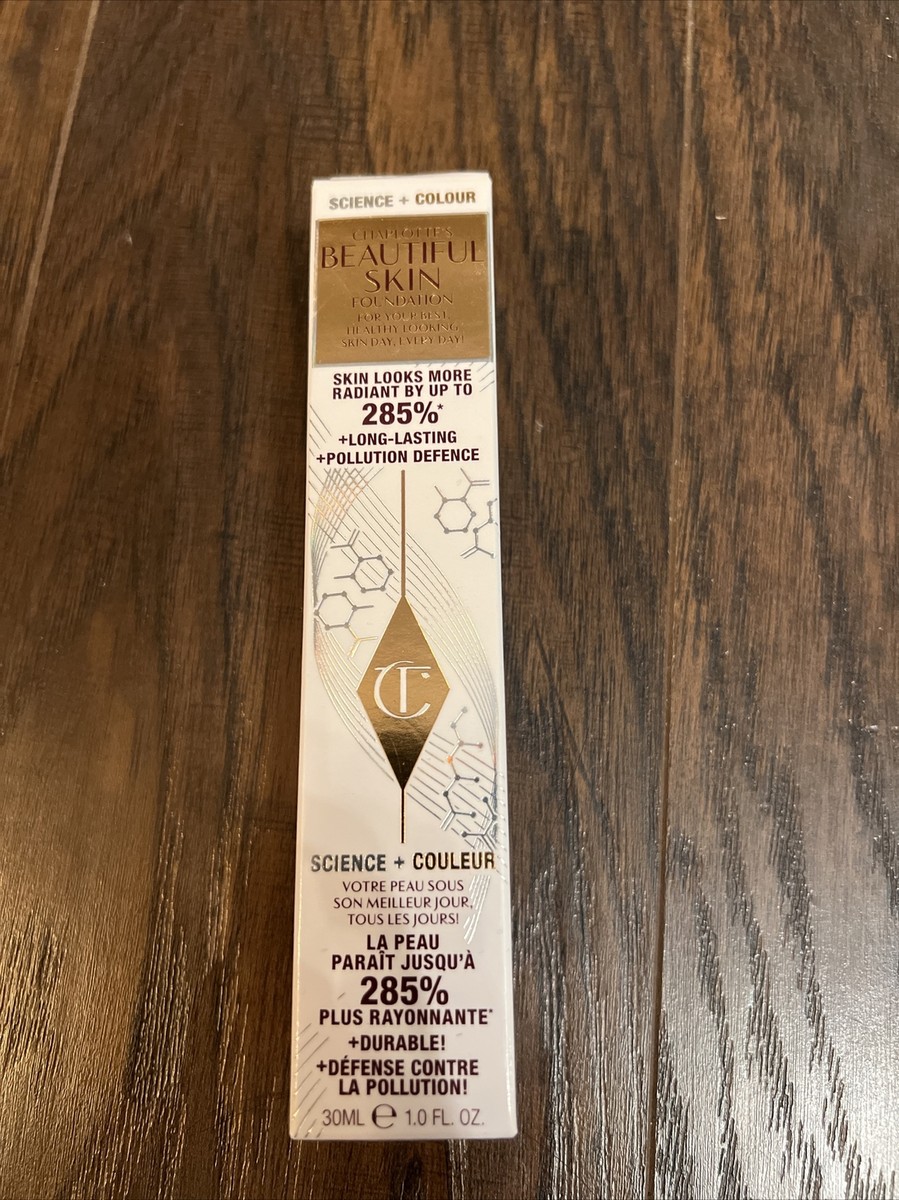 SCIENCE + COLOUR
CHARLOTTE'S
BEAUTIFUL
SKIN
FOUNDATION
FOR YOUR BEST,
HEALTHY LOOKING
SKIN DAY, EVERY DAY!
SKIN LOOKS MORE
RADIANT BY UP TO
285%*
+LONG-LASTING
+POLLUTION DEFENCE
CT
SCIENCE + COULEUR
VOTRE PEAU SOUS
SON MEILLEUR JOUR,
TOUS LES JOURS!
LA PEAU
PARAÎT JUSQU'À
285%
PLUS RAYONNANTE*
+DURABLE!
+DÉFENSE CONTRE
LA POLLUTION!
30ML e 1.0 FL. OZ.